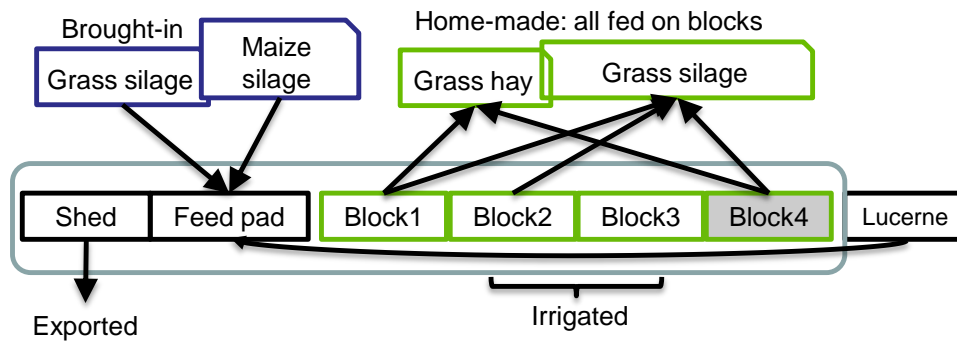 Brought-in
Home-made: all fed on blocks
Grass silage
Maize
silage
Grass hay
Grass silage
Shed
Feed pad
Block1
Block2
Block3
Block4
Lucerne
Exported
Irrigated